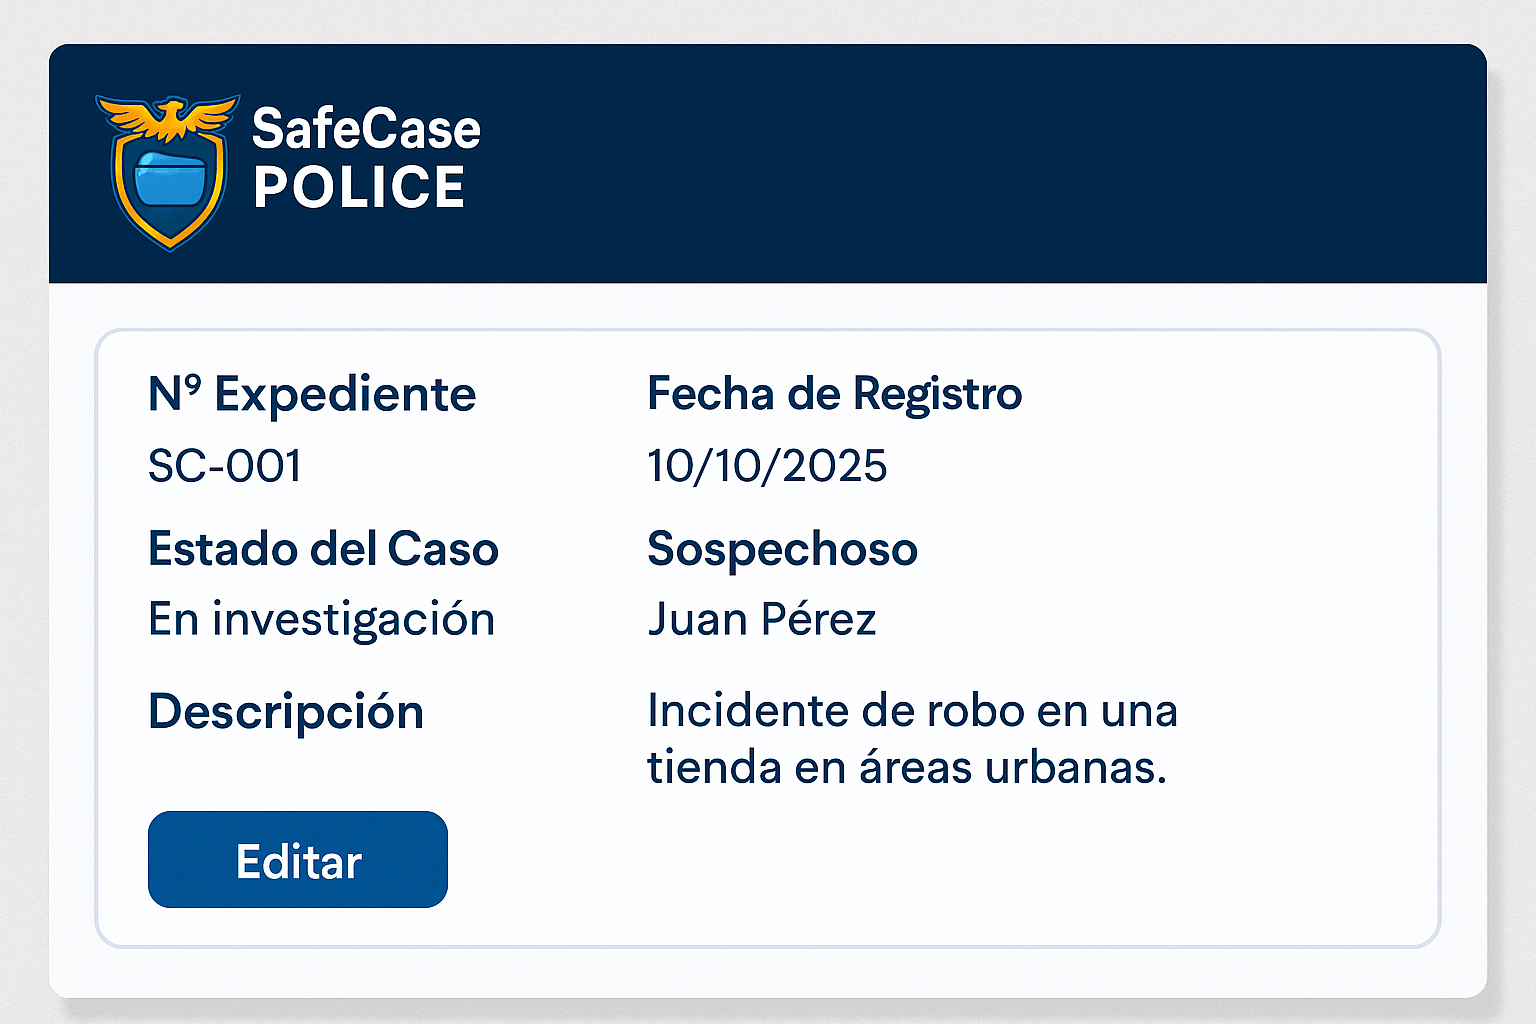 SafeCase
POLICE
Nº Expediente
SC-001
Fecha de Registro
10/10/2025
Estado del Caso
En investigación
Sospechoso
Juan Pérez
Descripción
Incidente de robo en una
tienda en áreas urbanas.
Editar